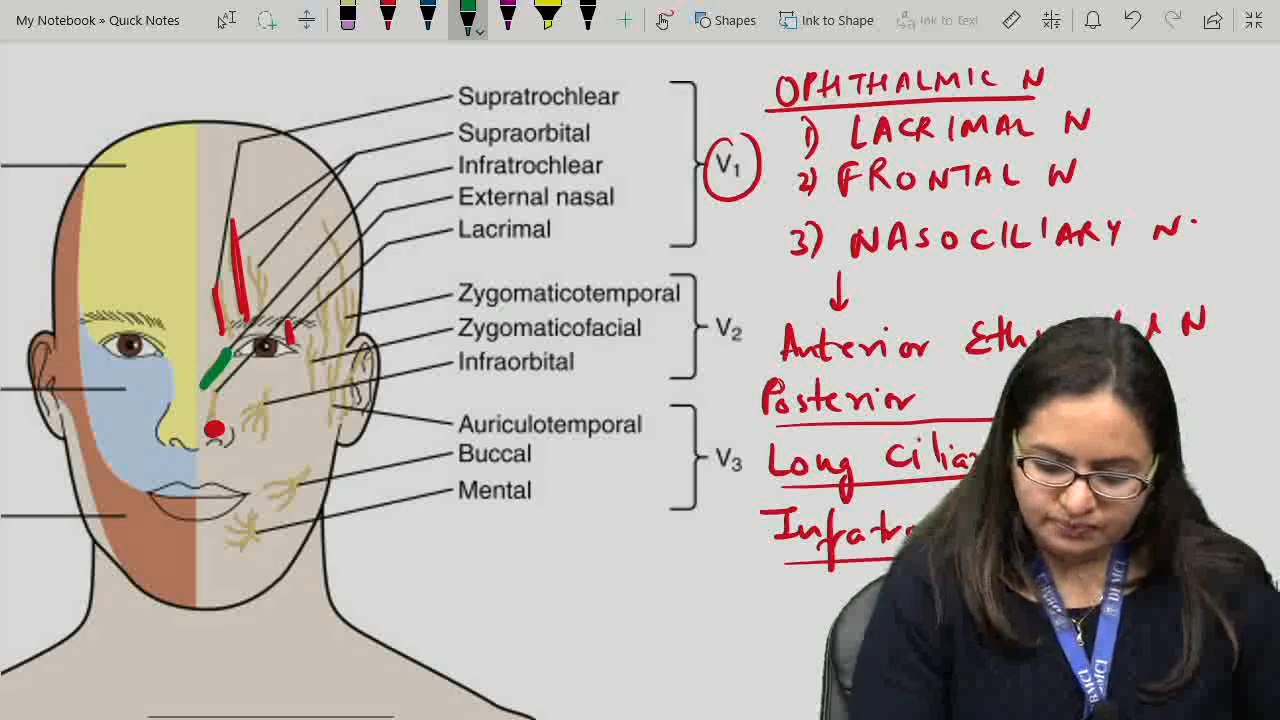 My Notebook » Quick Notes
Shapes
Ink to Shape
Ink to Text
Supratrochlear
Supraorbital
Infratrochlear
External nasal
Lacrimal
V1
Zygomaticotemporal
Zygomaticofacial
Infraorbital
V2
Auriculotemporal
Buccal
Mental
V3
OPHTHALMIC N
1) LACRIMAL N
2) FRONTAL N
3) NASOCILIARY N.
Anterior N
Posterior
Long